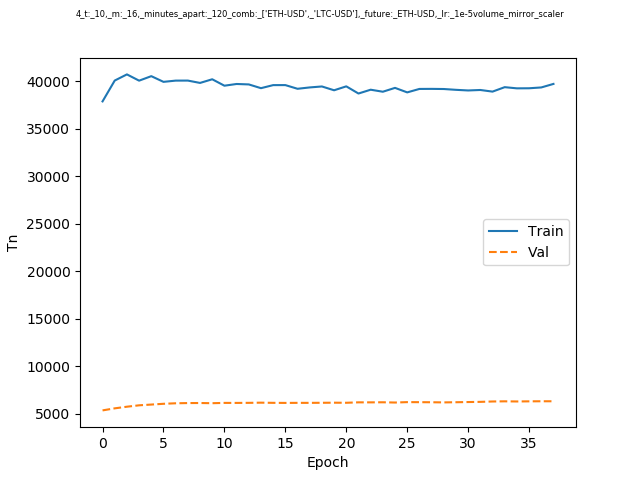 4_t:_10,_m:_16,_minutes_apart:_120_comb:_['ETH-USD',_'LTC-USD'],_future:_ETH-USD,_lr:_1e-5volume_mirror_scaler
40000
35000
30000
25000
20000
15000
10000
5000
Tn
Train
Val
0 5 10 15 20 25 30 35
Epoch